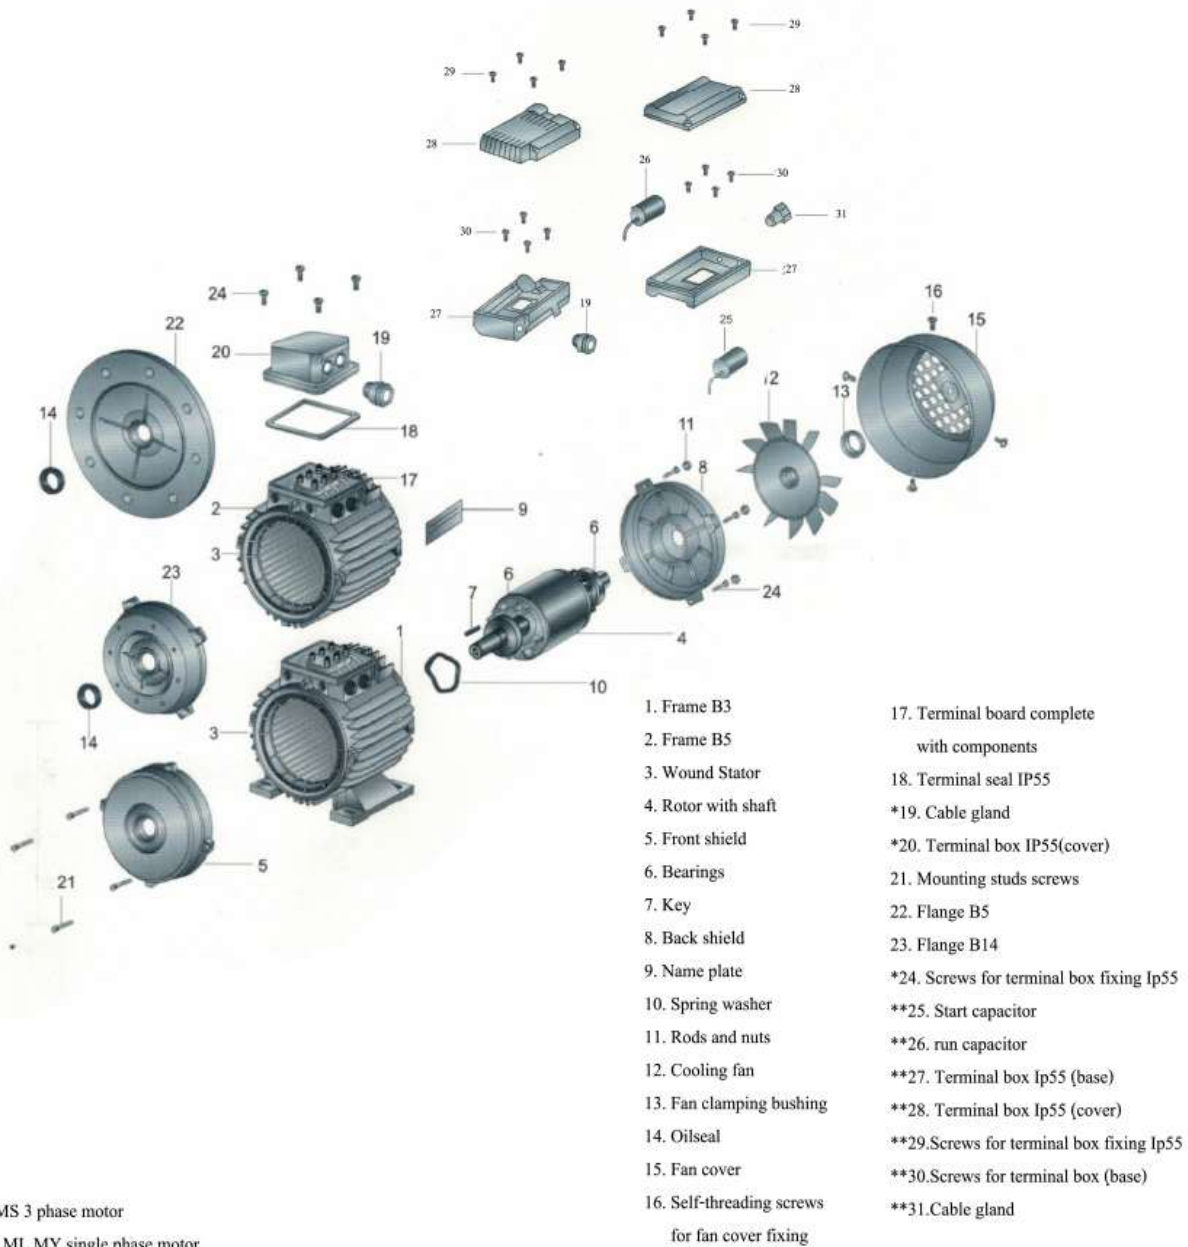 29
29
28
28
26
30
31
30
27
27
19
25
16
15
24
22
20
19
14
18
12
13
11
17
8
2
9
3
6
6
23
7
24
1
4
10
14
3
5
21
1. Frame B3
2. Frame B5
3. Wound Stator
4. Rotor with shaft
5. Front shield
6. Bearings
7. Key
8. Back shield
9. Name plate
10. Spring washer
11. Rods and nuts
12. Cooling fan
13. Fan clamping bushing
14. Oilseal
15. Fan cover
16. Self-threading screws
for fan cover fixing
17. Terminal board complete
with components
18. Terminal seal IP55
*19. Cable gland
*20. Terminal box IP55(cover)
21. Mounting studs screws
22. Flange B5
23. Flange B14
*24. Screws for terminal box fixing Ip55
**25. Start capacitor
**26. run capacitor
**27. Terminal box Ip55 (base)
**28. Terminal box Ip55 (cover)
**29.Screws for terminal box fixing Ip55
**30.Screws for terminal box (base)
**31.Cable gland
MS 3 phase motor
ML MY single phase motor